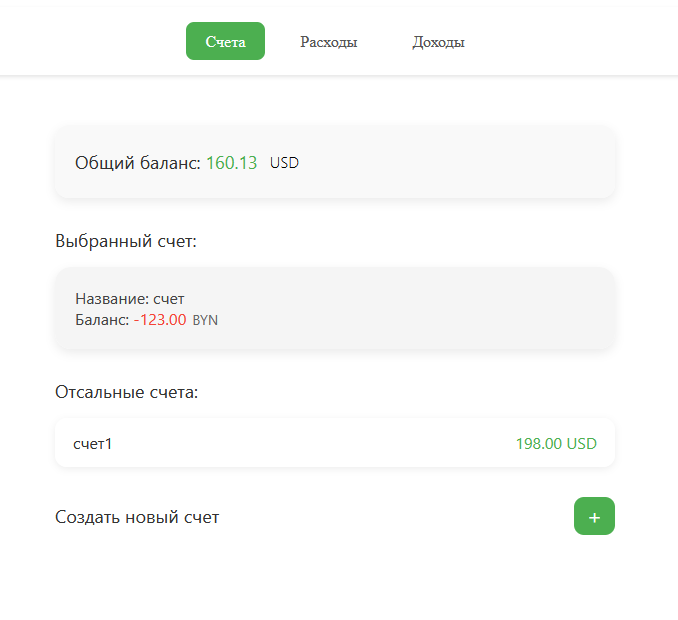 Счета Расходы Доходы
Общий баланс: 160.13 USD
Выбранный счет:
Название: счет
Баланс: -123.00 BYN
Отсальные счета:
счет1 198.00 USD
Создать новый счет +